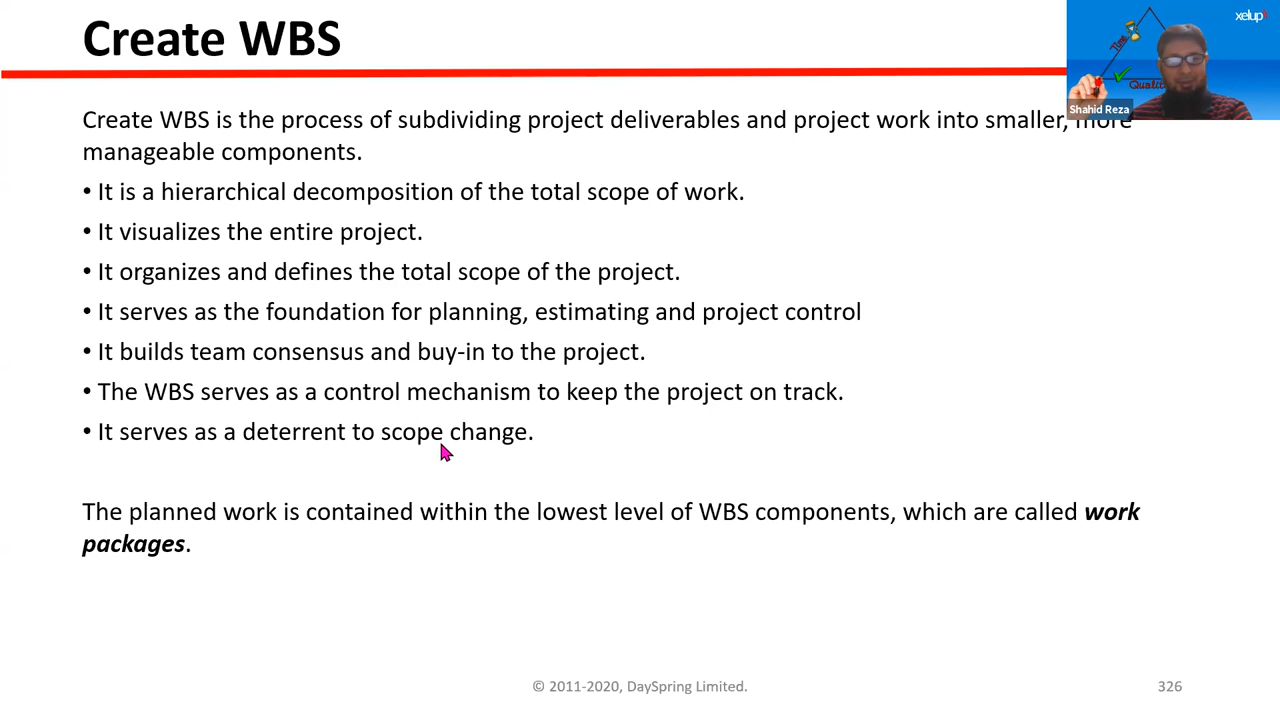 Create WBS
xelup
Time
Quality
Shahid Reza
Create WBS is the process of subdividing project deliverables and project work into smaller, more
manageable components.
• It is a hierarchical decomposition of the total scope of work.
• It visualizes the entire project.
• It organizes and defines the total scope of the project.
• It serves as the foundation for planning, estimating and project control
• It builds team consensus and buy-in to the project.
• The WBS serves as a control mechanism to keep the project on track.
• It serves as a deterrent to scope change.
The planned work is contained within the lowest level of WBS components, which are called work
packages.
© 2011-2020, DaySpring Limited.
326